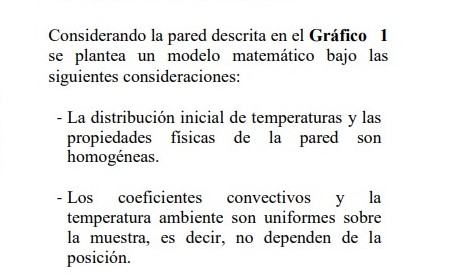 Considerando la pared descrita en el Gráfico 1
se plantea un modelo matemático bajo las
siguientes consideraciones:
- La distribución inicial de temperaturas y las
propiedades físicas de la pared son
homogéneas.
- Los coeficientes convectivos y la
temperatura ambiente son uniformes sobre
la muestra, es decir, no dependen de la
posición.